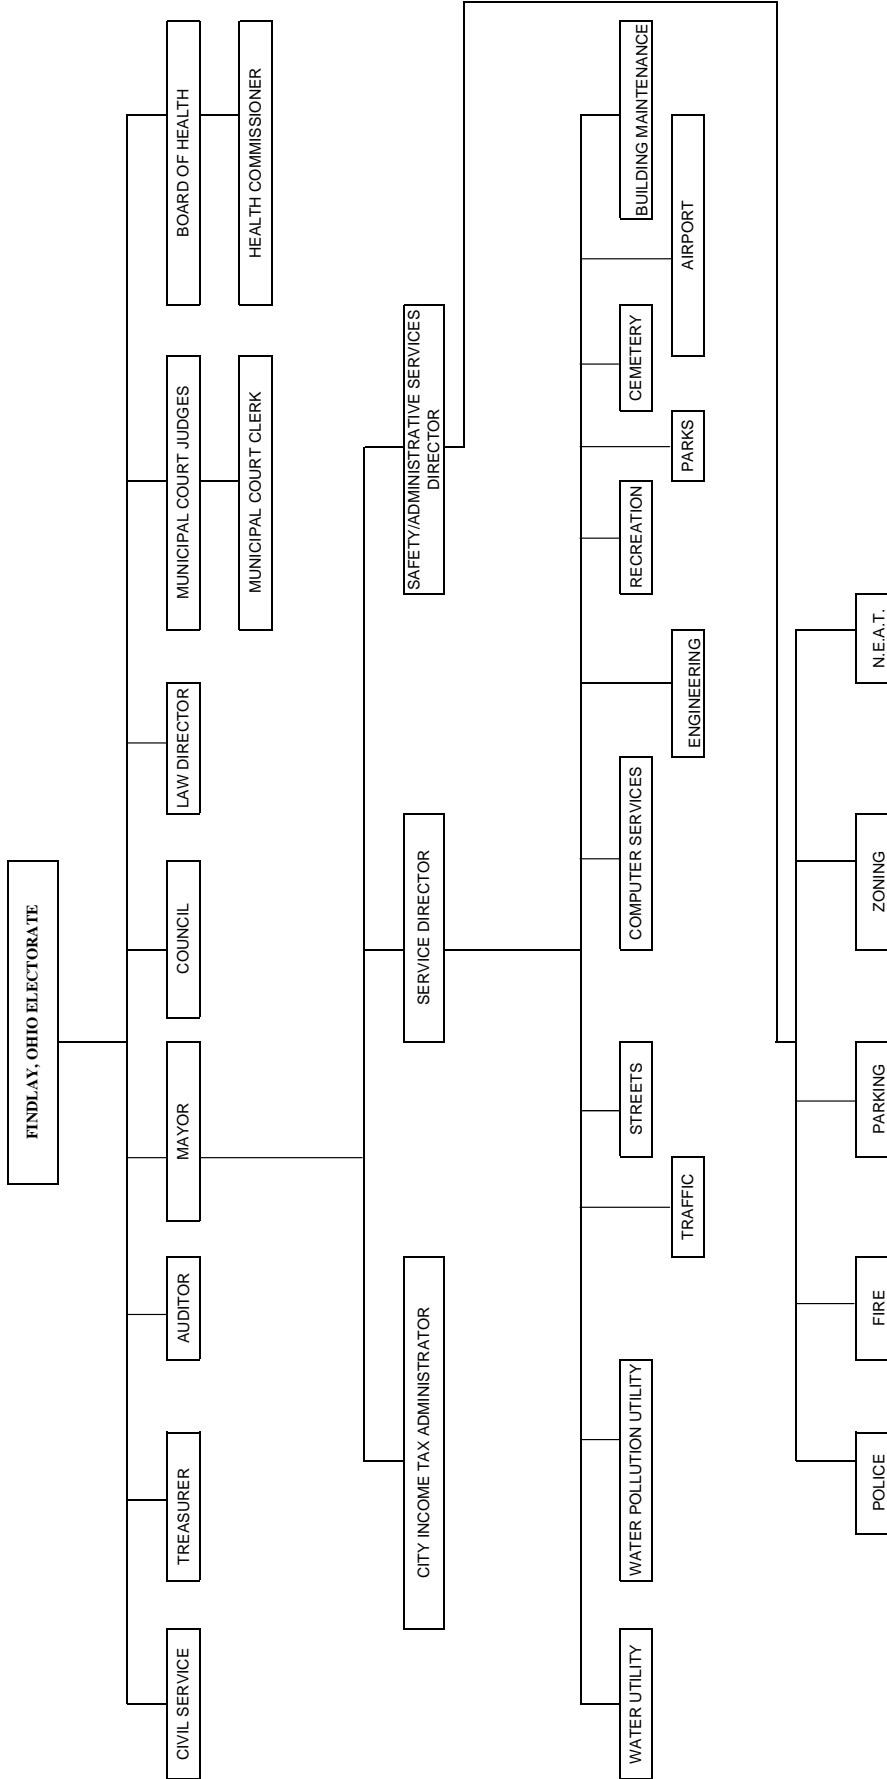 FINDLAY, OHIO ELECTORATE
CIVIL SERVICE
TREASURER
AUDITOR
MAYOR
COUNCIL
LAW DIRECTOR
MUNICIPAL COURT JUDGES
BOARD OF HEALTH
MUNICIPAL COURT CLERK
HEALTH COMMISSIONER
CITY INCOME TAX ADMINISTRATOR
SERVICE DIRECTOR
SAFETY/ADMINISTRATIVE SERVICES
DIRECTOR
WATER UTILITY
WATER POLLUTION UTILITY
STREETS
COMPUTER SERVICES
RECREATION
CEMETERY
BUILDING MAINTENANCE
TRAFFIC
ENGINEERING
PARKS
AIRPORT
POLICE
FIRE
PARKING
ZONING
N.E.A.T.